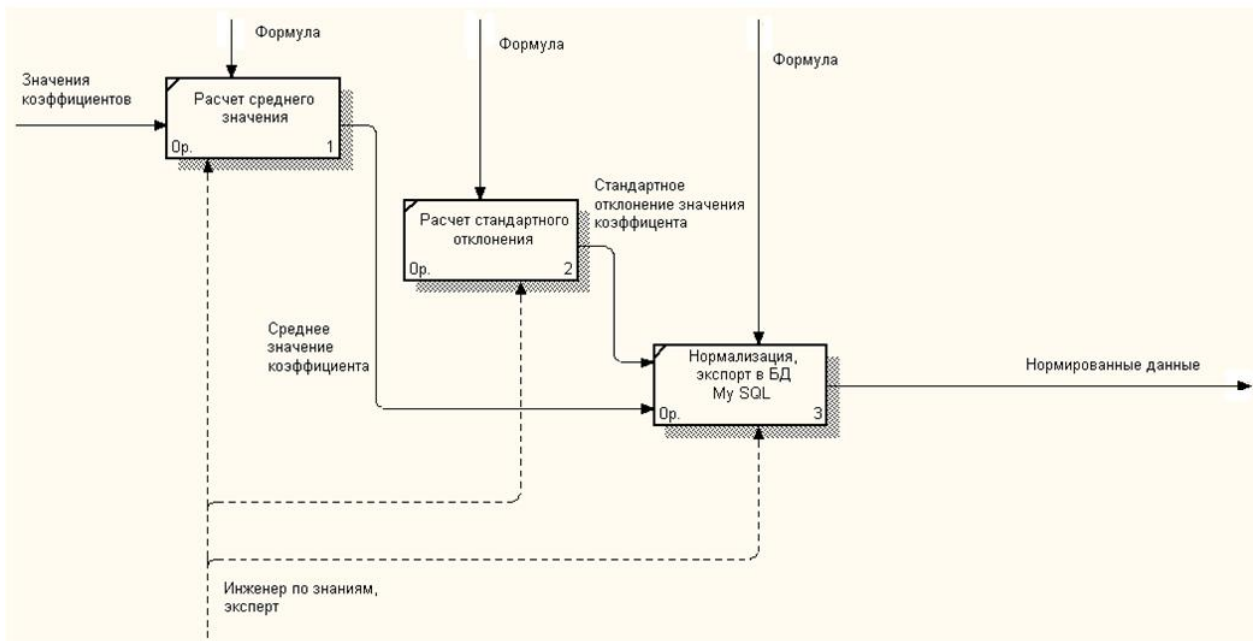 Формула
Формула
Формула
Значения
коэффициентов
Расчет среднего
значения
0р.
1
Расчет стандартного
отклонения
0р.
2
Стандартное
отклонение значения
коэффицента
Среднее
значение
коэффициента
Нормализация,
экспорт в БД
My SQL
0р.
3
Нормированные данные
Инженер по знаниям,
эксперт